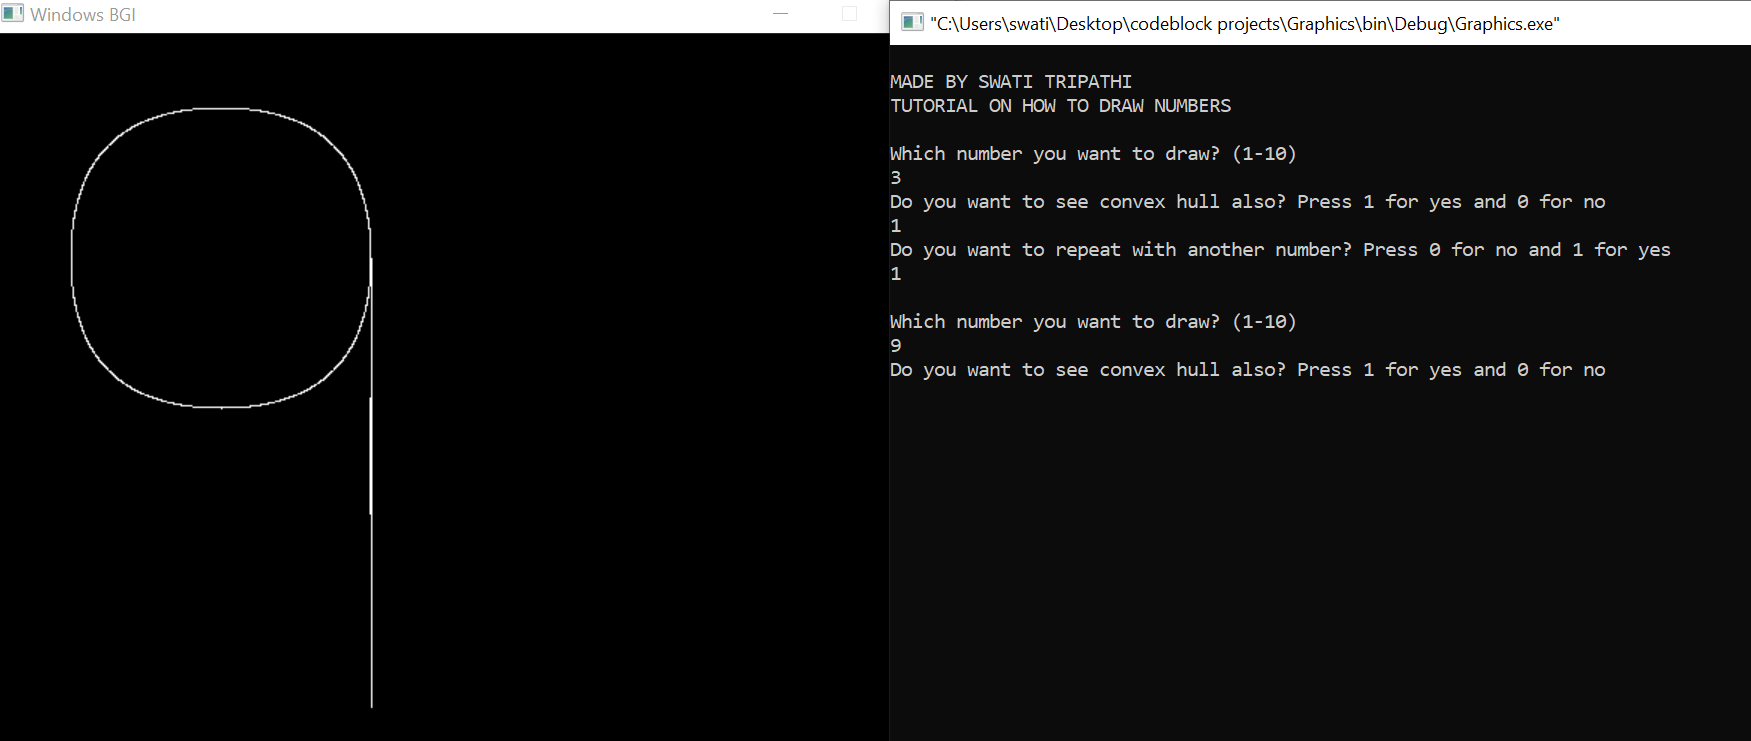 Windows BGI
"C:\Users\swati\Desktop\codeblock projects\Graphics\bin\Debug\Graphics.exe"
MADE BY SWATI TRIPATHI
TUTORIAL ON HOW TO DRAW NUMBERS
Which number you want to draw? (1-10)
3
Do you want to see convex hull also? Press 1 for yes and 0 for no
1
Do you want to repeat with another number? Press 0 for no and 1 for yes
1
Which number you want to draw? (1-10)
9
Do you want to see convex hull also? Press 1 for yes and 0 for no